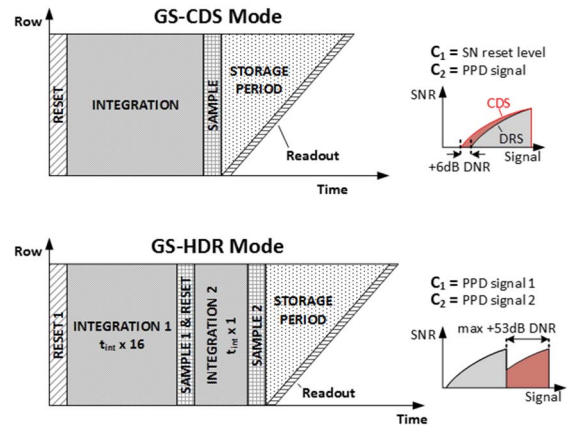 GS-CDS Mode
Row
RESET
INTEGRATION
SAMPLE
STORAGE
PERIOD
Readout
Time
C₁ = SN reset level
C₂ = PPD signal
SNR
CDS
DRS
Signal
+6dB DNR
GS-HDR Mode
Row
RESET 1
INTEGRATION 1
t_int x 16
SAMPLE 1 & RESET
INTEGRATION 2
t_int x 1
SAMPLE 2
STORAGE
PERIOD
Readout
Time
C₁ = PPD signal 1
C₂ = PPD signal 2
SNR
max +53dB DNR
Signal